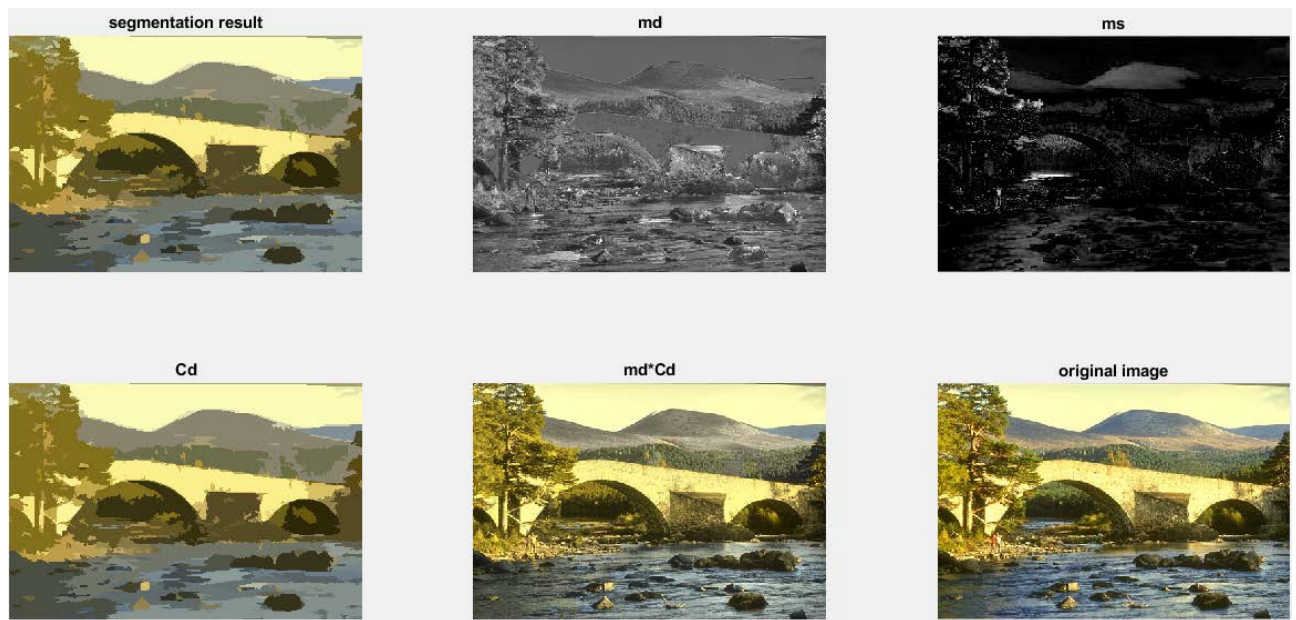 segmentation result
md
ms
Cd
md*Cd
original image